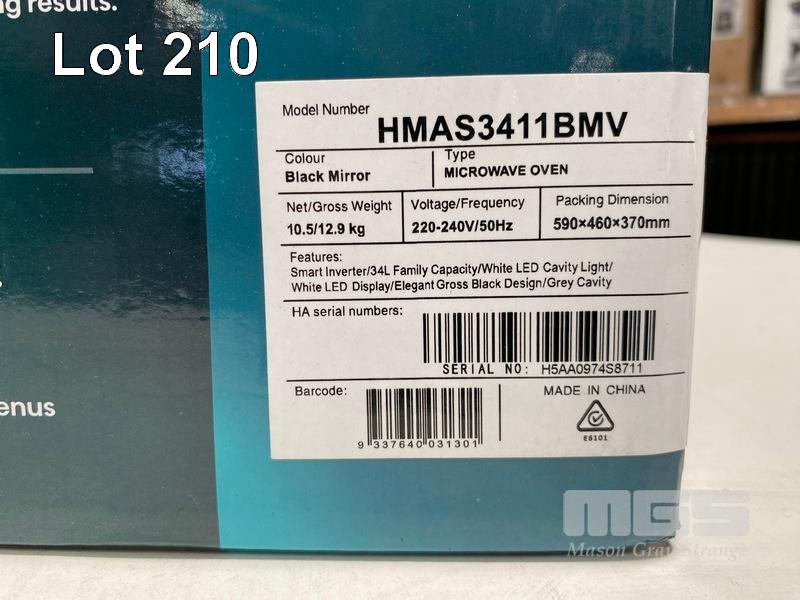 ng results.
Lot 210
Model Number
HMAS3411BMV
Colour
Black Mirror
Type
MICROWAVE OVEN
Net/Gross Weight
10.5/12.9 kg
Voltage/Frequency
220-240V/50Hz
Packing Dimension
590×460×370mm
Features:
Smart Inverter/34L Family Capacity/White LED Cavity Light/
White LED Display/Elegant Gross Black Design/Grey Cavity
HA serial numbers:
SERIAL NO: H5AA0974S8711
Barcode:
9 337640 031301
MADE IN CHINA
E6101
enus
MGS
Mason Gray Strange